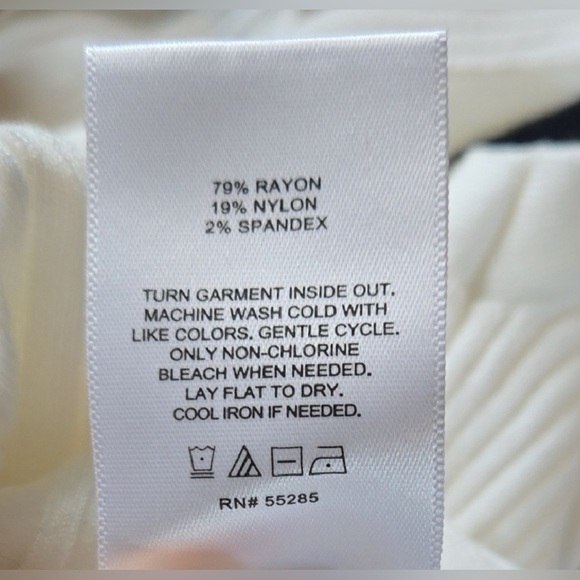 79% RAYON
19% NYLON
2% SPANDEX
TURN GARMENT INSIDE OUT.
MACHINE WASH COLD WITH
LIKE COLORS. GENTLE CYCLE.
ONLY NON-CHLORINE
BLEACH WHEN NEEDED.
LAY FLAT TO DRY.
COOL IRON IF NEEDED.
RN# 55285